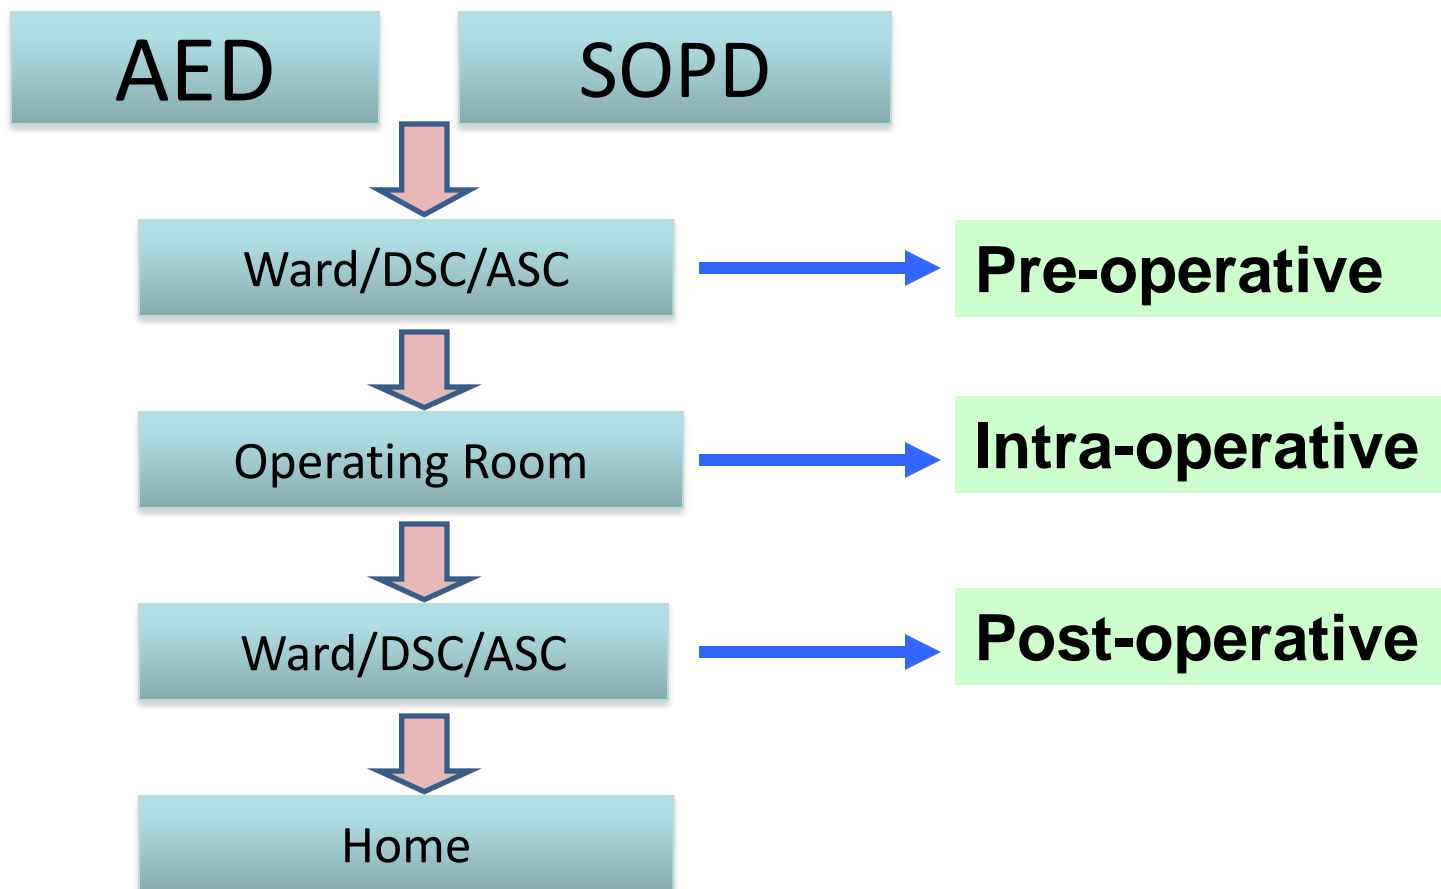 AED
SOPD
Ward/DSC/ASC
Pre-operative
Operating Room
Intra-operative
Ward/DSC/ASC
Post-operative
Home